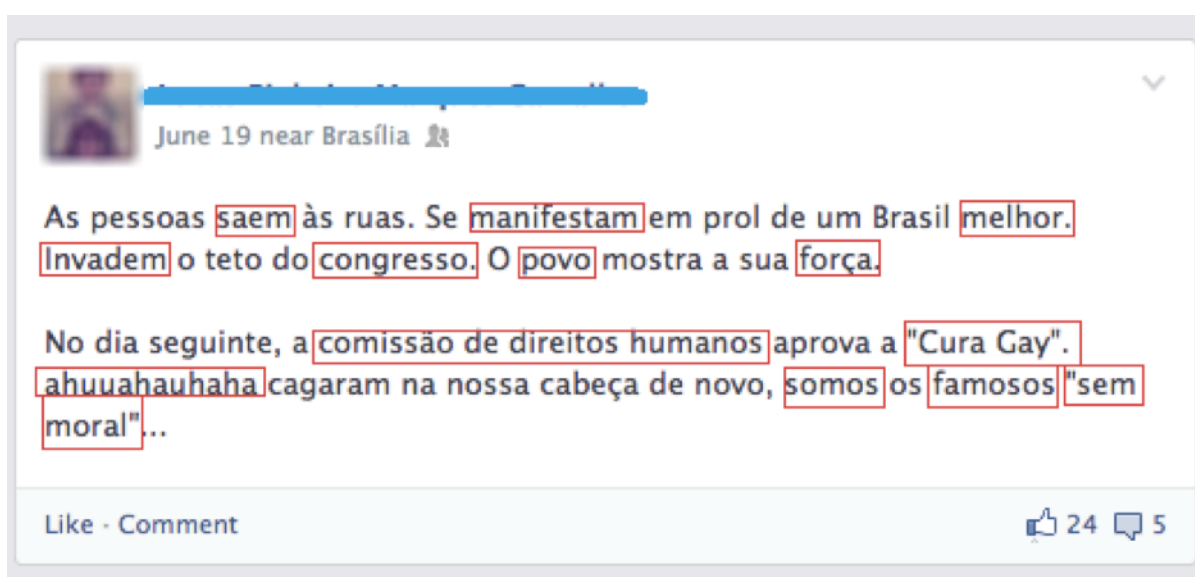 June 19 near Brasília
As pessoas saem às ruas. Se manifestam em prol de um Brasil melhor.
Invadem o teto do congresso. O povo mostra a sua força.
No dia seguinte, a comissão de direitos humanos aprova a "Cura Gay".
ahuuahauhaha cagaram na nossa cabeça de novo, somos os famosos "sem
moral"...
Like · Comment 24 5